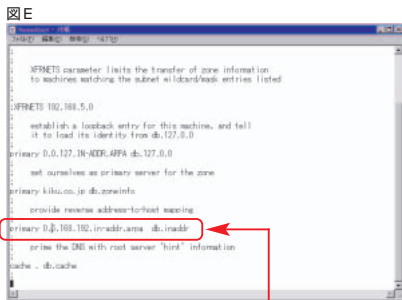 図E
;
;    XFRNETS parameter limits the transfer of zone information
;    to machines matching the subnet wildcard/mask entries listed
;
;XFRNETS 192.168.5.0
;
;    establish a loopback entry for this machine, and tell
;    it to load its identity from db.127.0.0
;
primary 0.0.127.IN-ADDR.ARPA db.127.0.0
;
;    set ourselves as primary server for the zone
;
primary kiku.co.jp db.zoneinfo
;
;    provide reverse address-to-host mapping
;
primary 0.5.168.192.in-addr.arpa  db.inaddr
;
;    prime the DNS with root server 'hint' information
;
cache . db.cache